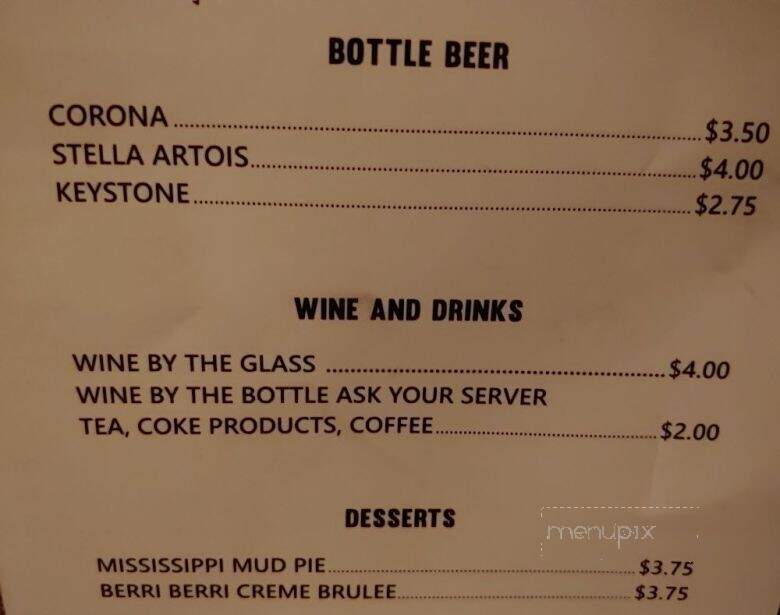 BOTTLE BEER
CORONA ........ $3.50
STELLA ARTOIS ........ $4.00
KEYSTONE ........ $2.75
WINE AND DRINKS
WINE BY THE GLASS ........ $4.00
WINE BY THE BOTTLE ASK YOUR SERVER
TEA, COKE PRODUCTS, COFFEE ........ $2.00
DESSERTS
menupix
MISSISSIPPI MUD PIE ........ $3.75
BERRI BERRI CREME BRULEE ........ $3.75